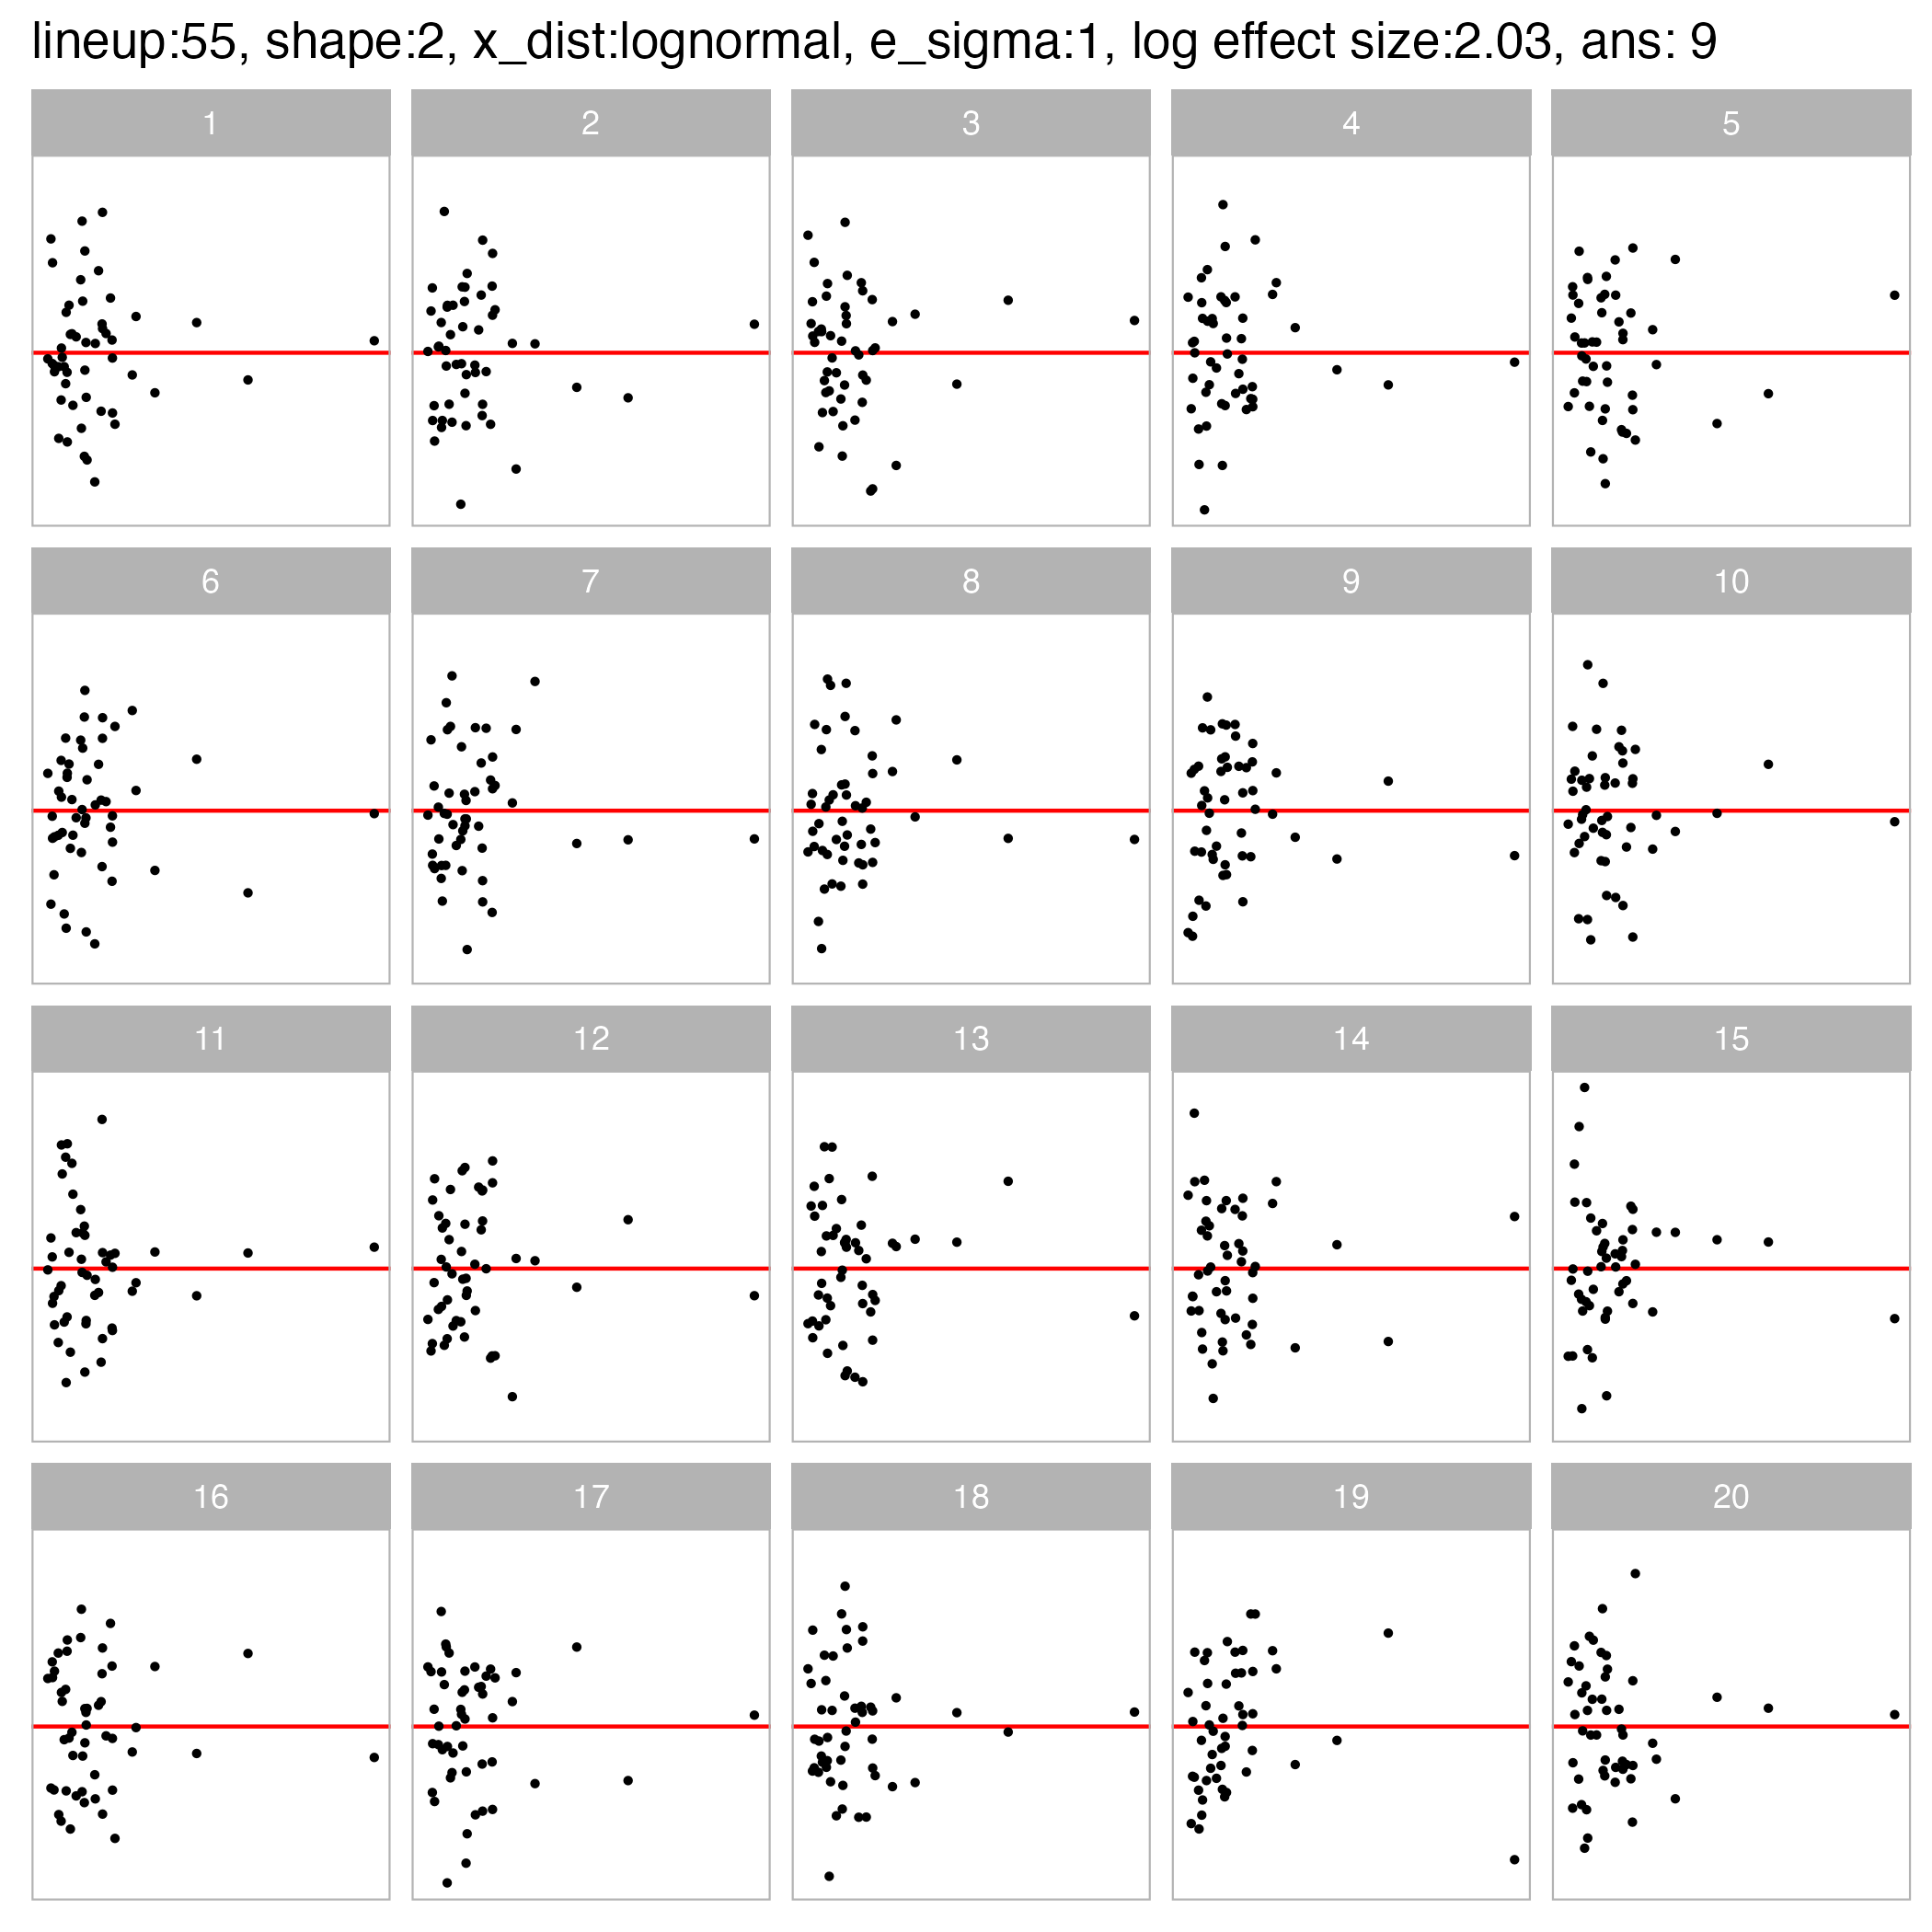 lineup:55, shape:2, x_dist:lognormal, e_sigma:1, log effect size:2.03, ans: 9
1 2 3 4 5
6 7 8 9 10
11 12 13 14 15
16 17 18 19 20